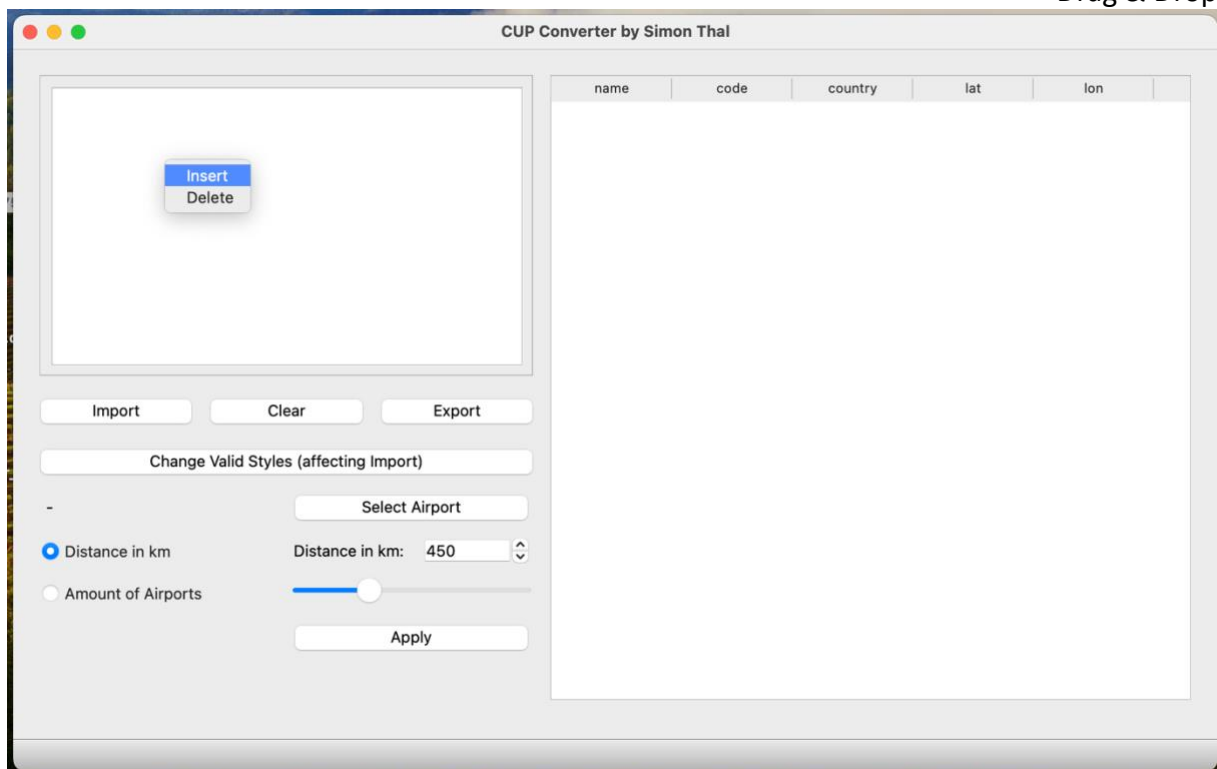 CUP Converter by Simon Thal
name code country lat lon
Insert
Delete
Import Clear Export
Change Valid Styles (affecting Import)
- Select Airport
Distance in km Distance in km: 450
Amount of Airports
Apply